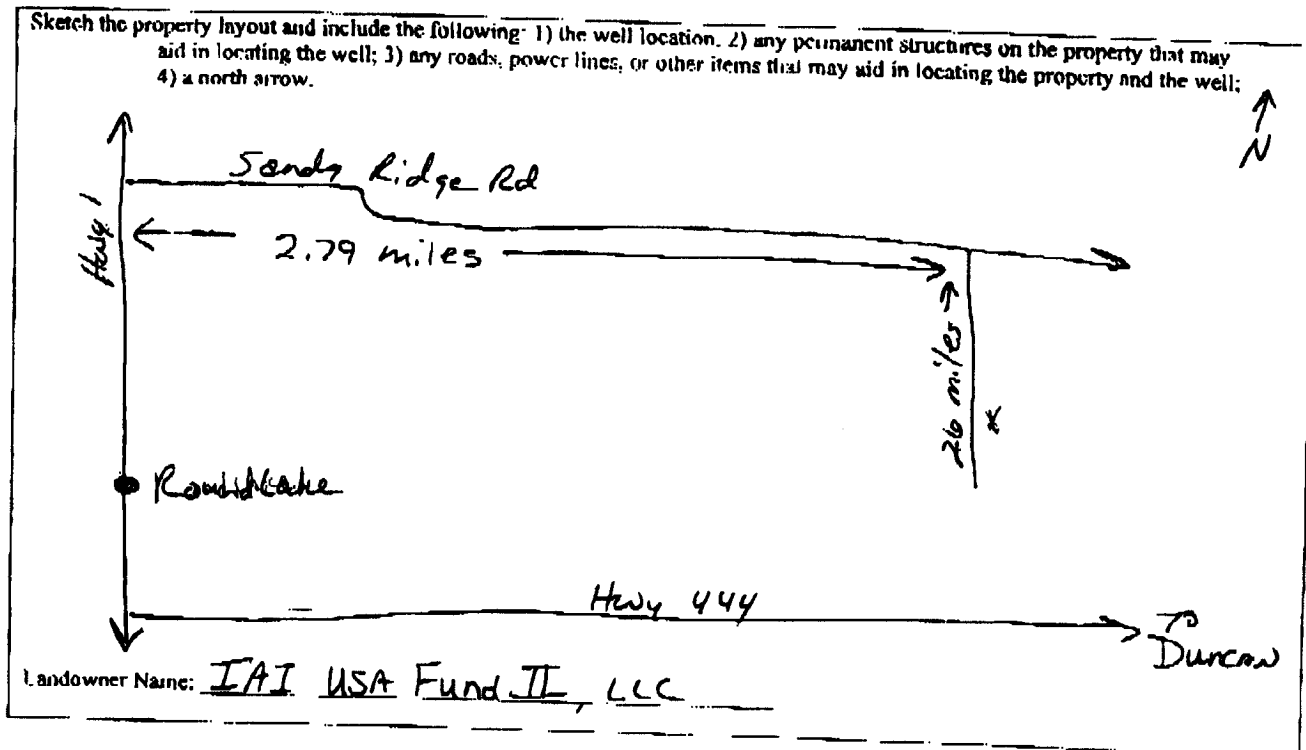 Sketch the property layout and include the following: 1) the well location. 2) any permanent structures on the property that may
aid in locating the well; 3) any roads, power lines, or other items that may aid in locating the property and the well;
4) a north arrow.
N
Sandy Ridge Rd
Hwy 1
2.79 miles
26 miles
*
Round Lake
Hwy 444
Duncan
Landowner Name: IAI USA Fund II, LLC